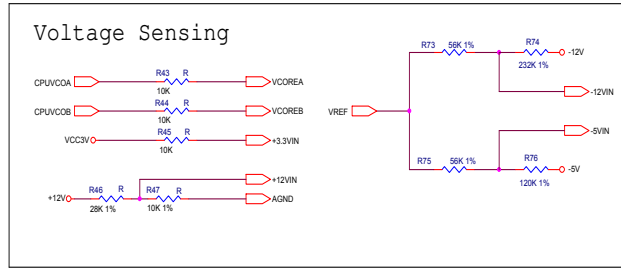 Voltage Sensing
R73 56K 1% R74 -12V
232K 1%
R43 R
CPUVCOA VCOREA
10K
-12VIN
R44 R
CPUVCOB VCOREB
10K
VREF
R45 R
VCC3V +3.3VIN
10K
-5VIN
R75 56K 1% R76
-5V
120K 1%
+12VIN
R46 R R47 R
+12V AGND
28K 1% 10K 1%